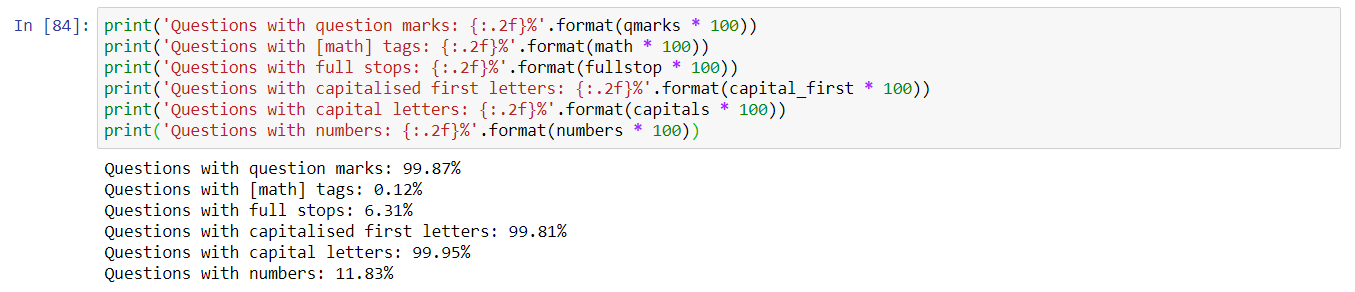 In [84]: print('Questions with question marks: {:.2f}%'.format(qmarks * 100))
print('Questions with [math] tags: {:.2f}%'.format(math * 100))
print('Questions with full stops: {:.2f}%'.format(fullstop * 100))
print('Questions with capitalised first letters: {:.2f}%'.format(capital_first * 100))
print('Questions with capital letters: {:.2f}%'.format(capitals * 100))
print('Questions with numbers: {:.2f}%'.format(numbers * 100))
Questions with question marks: 99.87%
Questions with [math] tags: 0.12%
Questions with full stops: 6.31%
Questions with capitalised first letters: 99.81%
Questions with capital letters: 99.95%
Questions with numbers: 11.83%